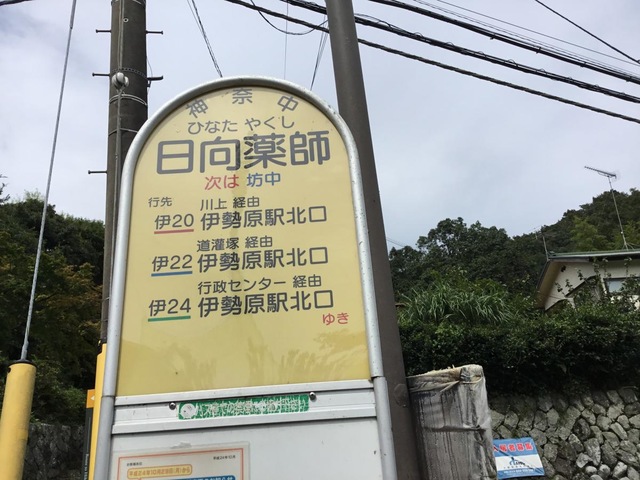 神奈中
ひなた やくし
日向薬師
次は 坊中
行先
川上 経由
伊20 伊勢原駅北口
道灌塚 経由
伊22 伊勢原駅北口
行政センター 経由
伊24 伊勢原駅北口
ゆき